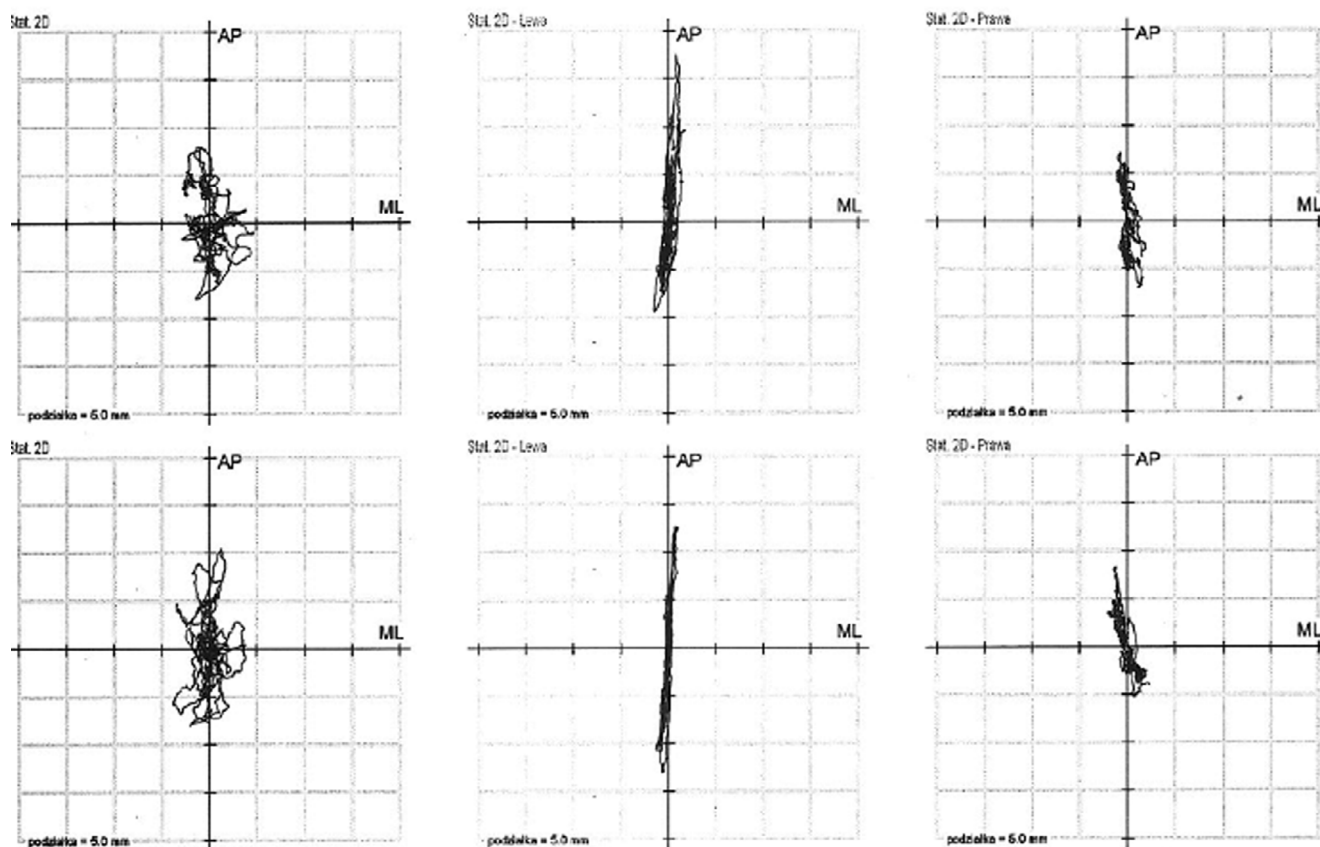 Stat. 2D
AP
ML
podziałka = 5.0 mm
Stat. 2D - Lewa
AP
ML
podziałka = 5.0 mm
Stat. 2D - Prawa
AP
ML
podziałka = 5.0 mm
Stat. 2D
AP
ML
podziałka = 5.0 mm
Stat. 2D - Lewa
AP
ML
podziałka = 5.0 mm
Stat. 2D - Prawa
AP
ML
podziałka = 5.0 mm